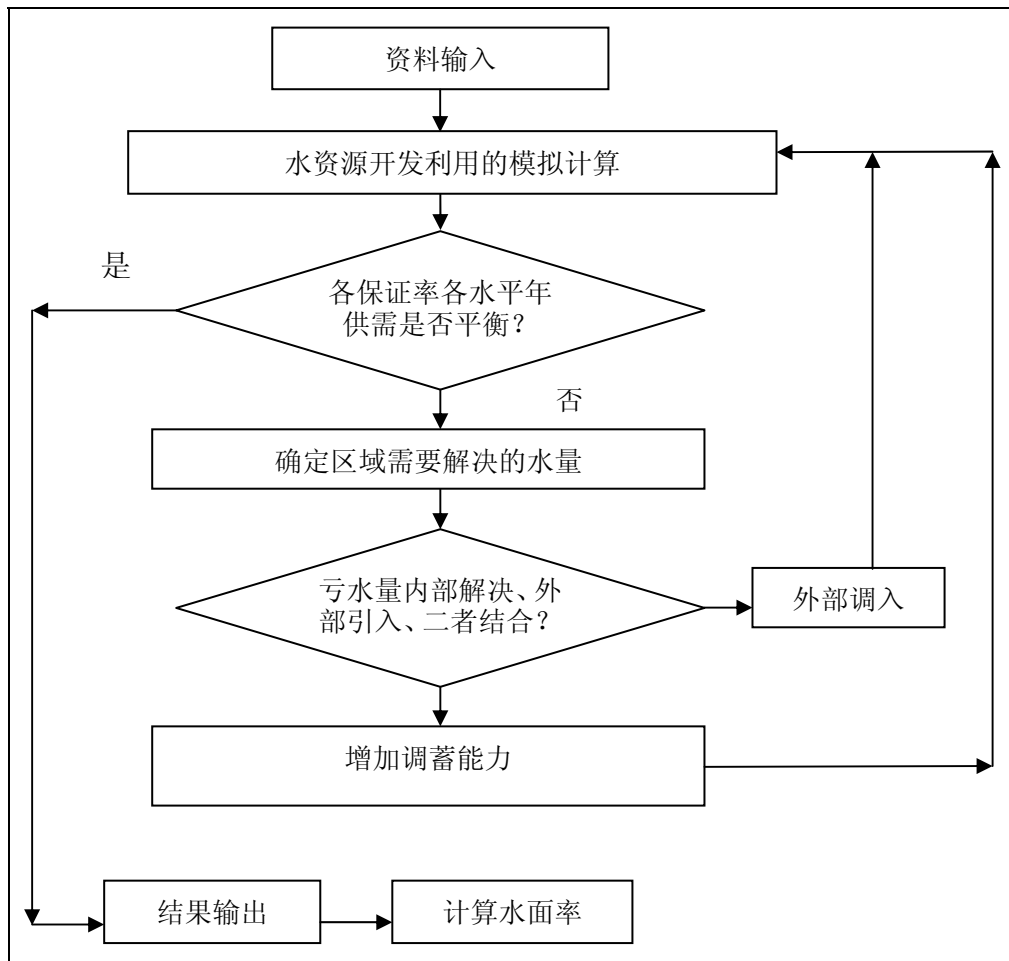 资料输入
水资源开发利用的模拟计算
是
各保证率各水平年
供需是否平衡？
否
确定区域需要解决的水量
亏水量内部解决、外
部引入、二者结合？
外部调入
增加调蓄能力
结果输出
计算水面率